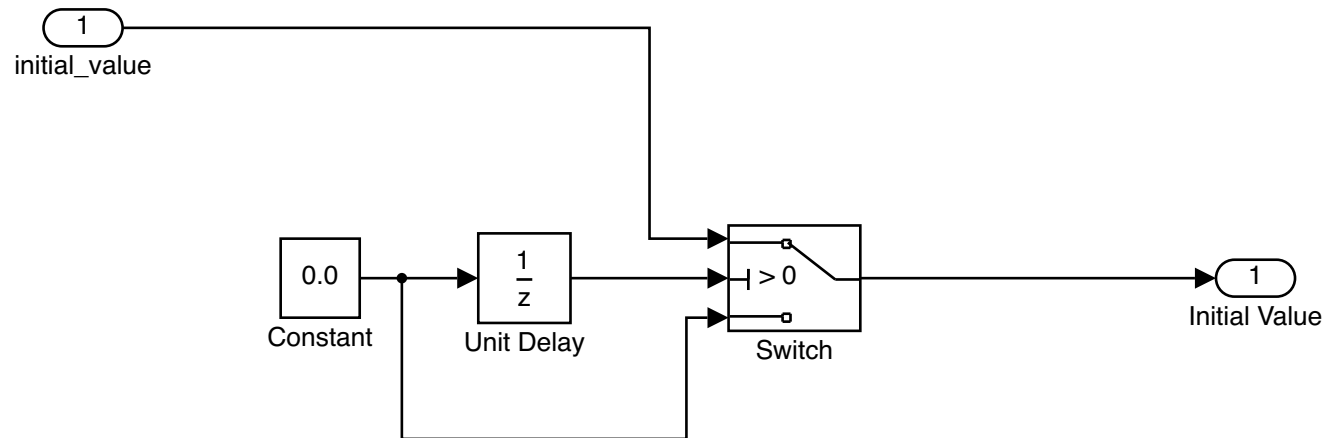 1
initial_value
0.0
Constant
1
z
Unit Delay
> 0
Switch
1
Initial Value